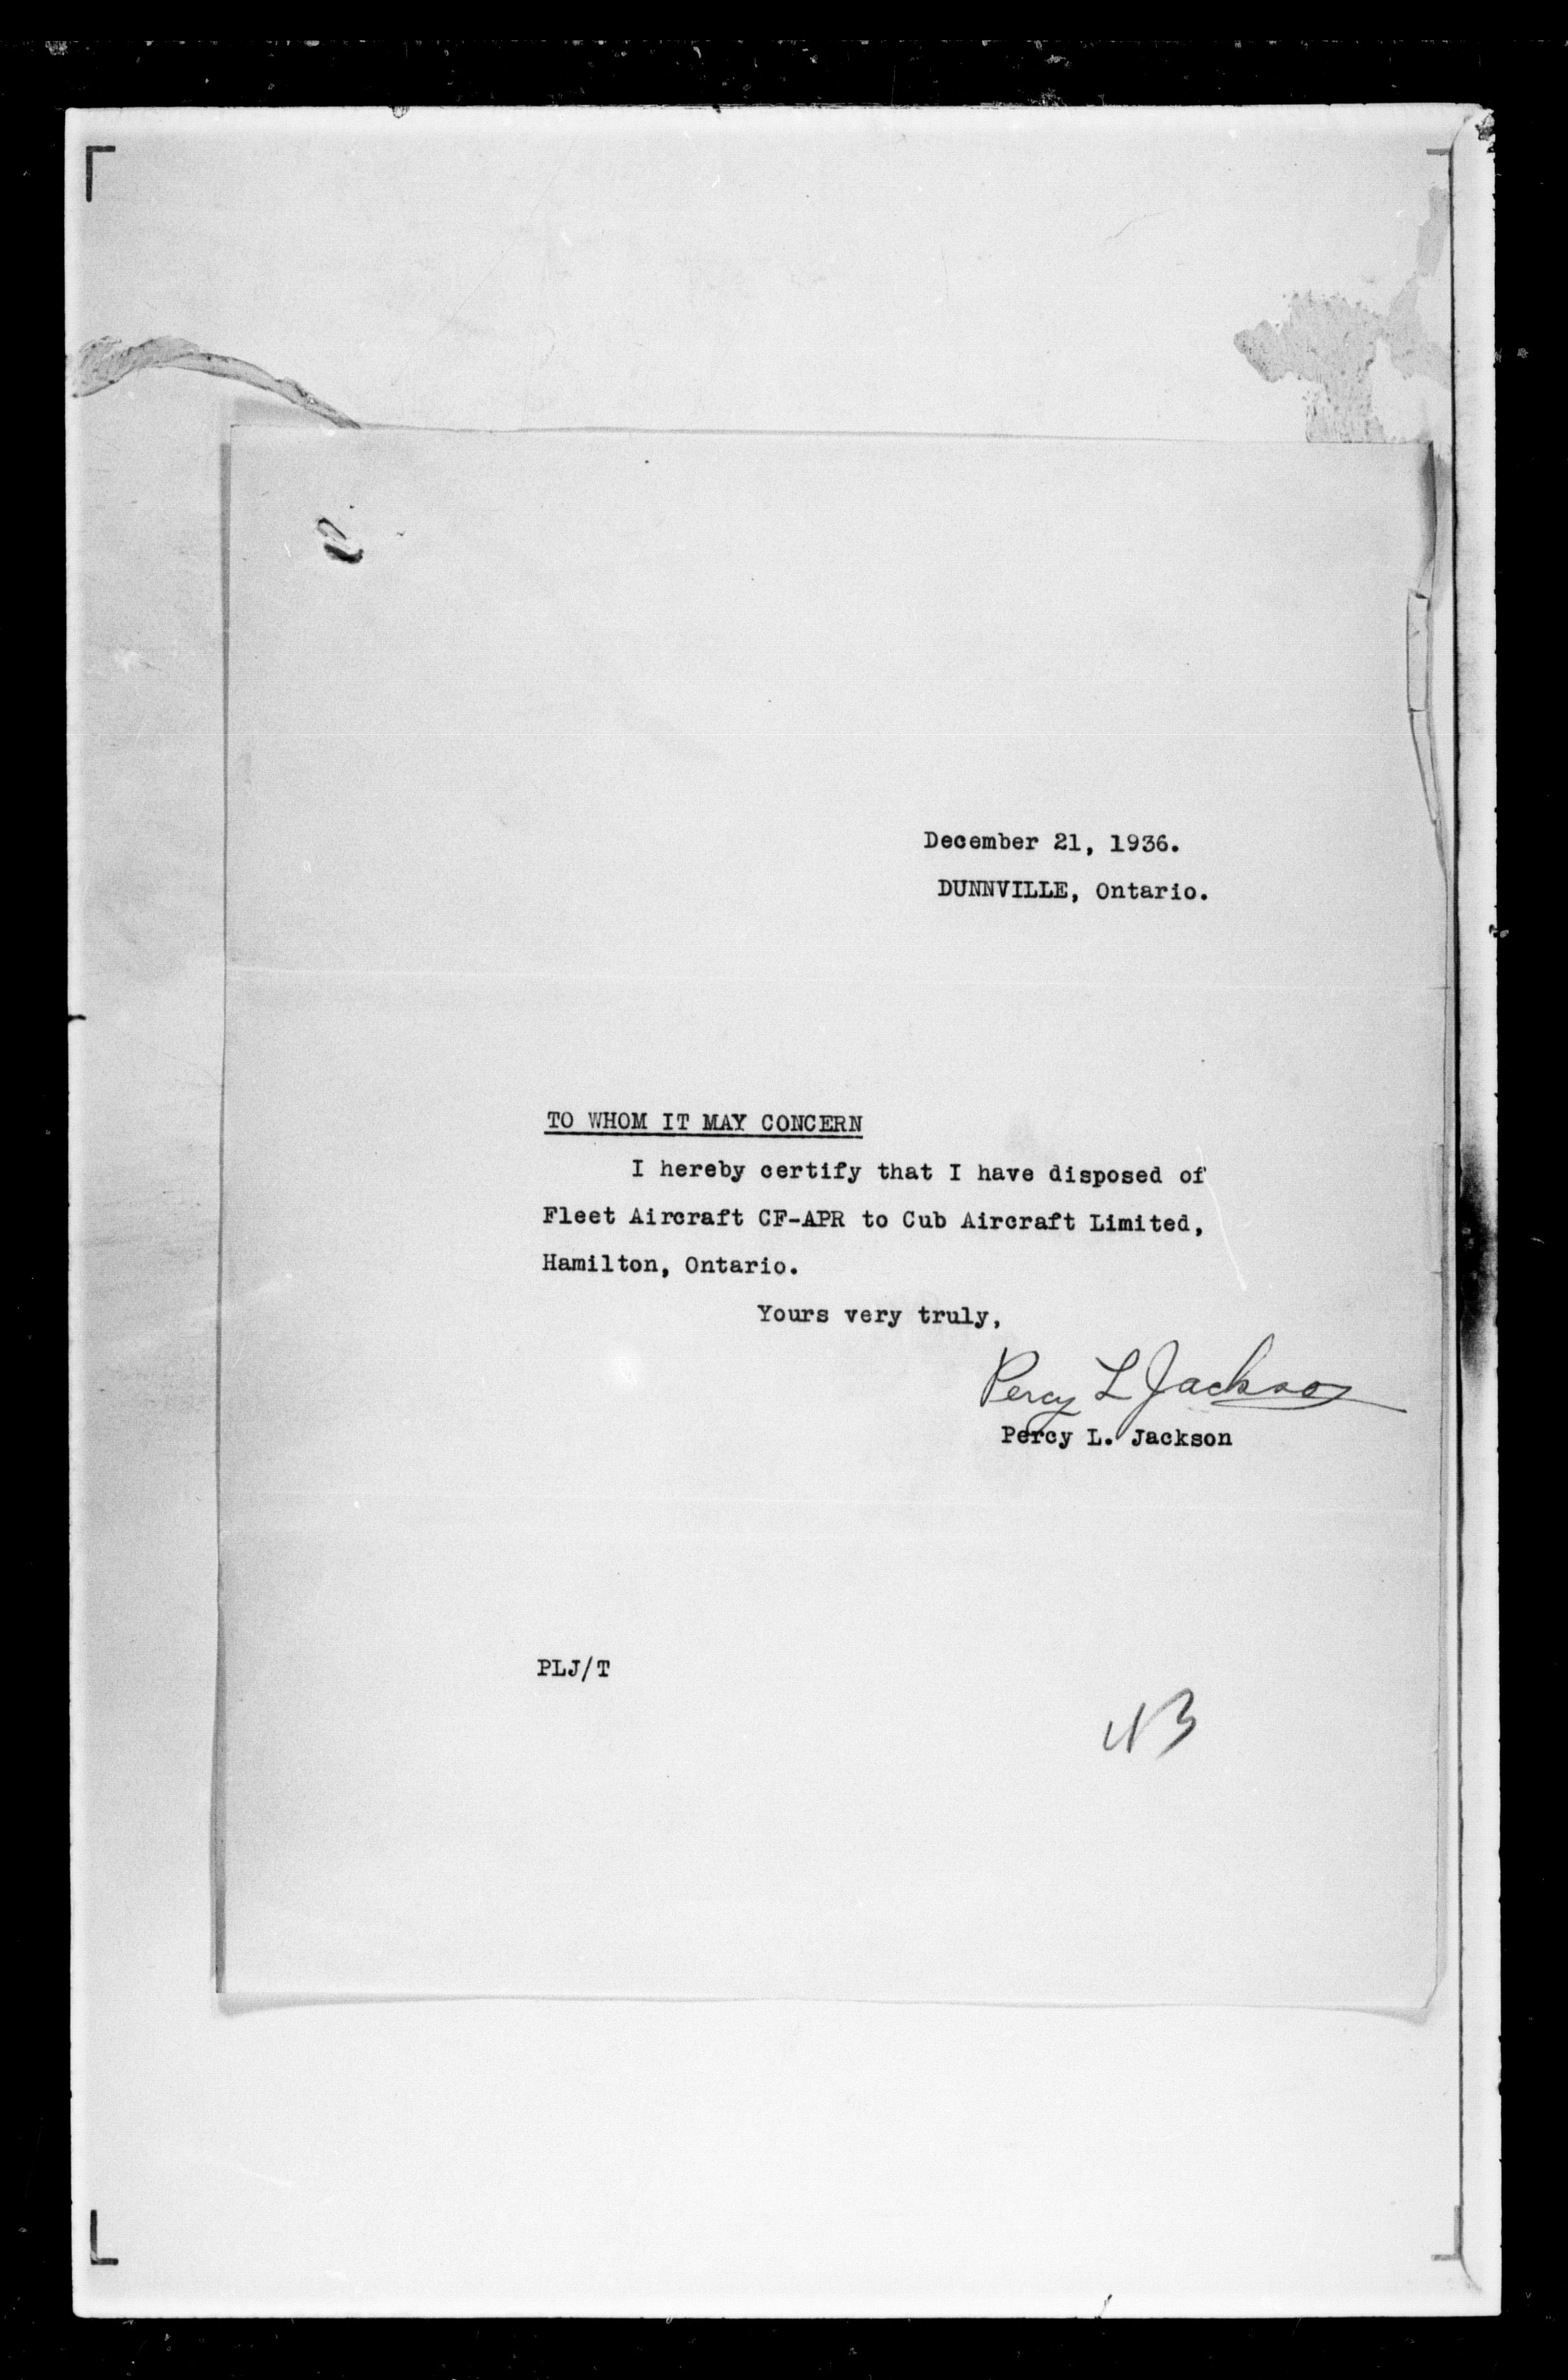 December 21, 1936.
DUNNVILLE, Ontario.
TO WHOM IT MAY CONCERN
I hereby certify that I have disposed of
Fleet Aircraft CF-APR to Cub Aircraft Limited,
Hamilton, Ontario.
Yours very truly,
Percy L Jackson
Percy L. Jackson
PLJ/T
43